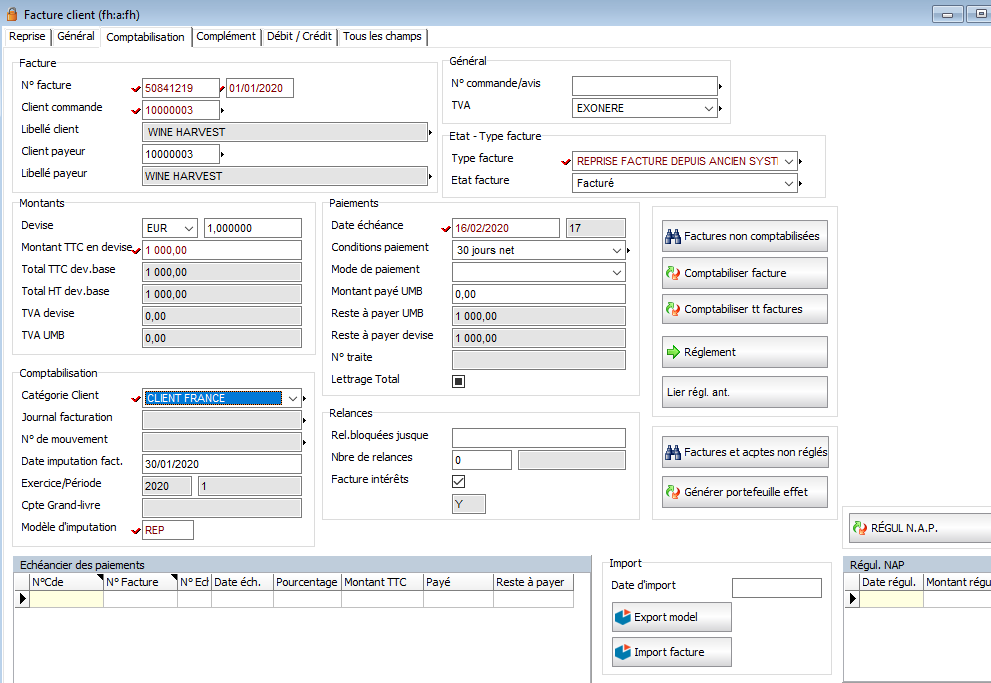 Facture client (fh:a:fh)
Reprise Général Comptabilisation Complément Débit / Crédit Tous les champs
Facture
N° facture 50841219 01/01/2020
Client commande 10000003
Libellé client WINE HARVEST
Client payeur 10000003
Libellé payeur WINE HARVEST
Général
N° commande/avis
TVA EXONERE
Etat - Type facture
Type facture REPRISE FACTURE DEPUIS ANCIEN SYSTI
Etat facture Facturé
Montants
Devise EUR 1,000000
Montant TTC en devise 1 000,00
Total TTC dev.base 1 000,00
Total HT dev.base 1 000,00
TVA devise 0,00
TVA UMB 0,00
Paiements
Date échéance 16/02/2020 17
Conditions paiement 30 jours net
Mode de paiement
Montant payé UMB 0,00
Reste à payer UMB 1 000,00
Reste à payer devise 1 000,00
N° traite
Lettrage Total
Factures non comptabilisées
Comptabiliser facture
Comptabiliser tt factures
Réglement
Lier régl. ant.
Comptabilisation
Catégorie Client CLIENT FRANCE
Journal facturation
N° de mouvement
Date imputation fact. 30/01/2020
Exercice/Période 2020 1
Cpte Grand-livre
Modèle d'imputation REP
Relances
Rel.bloquées jusque
Nbre de relances 0
Facture intérêts
Y
Factures et acptes non réglés
Générer portefeuille effet
RÉGUL N.A.P.
Echéancier des paiements
N°Cde N° Facture N° Ech Date éch. Pourcentage Montant TTC Payé Reste à payer
Import
Date d'import
Export model
Import facture
Régul. NAP
Date régul. Montant régu